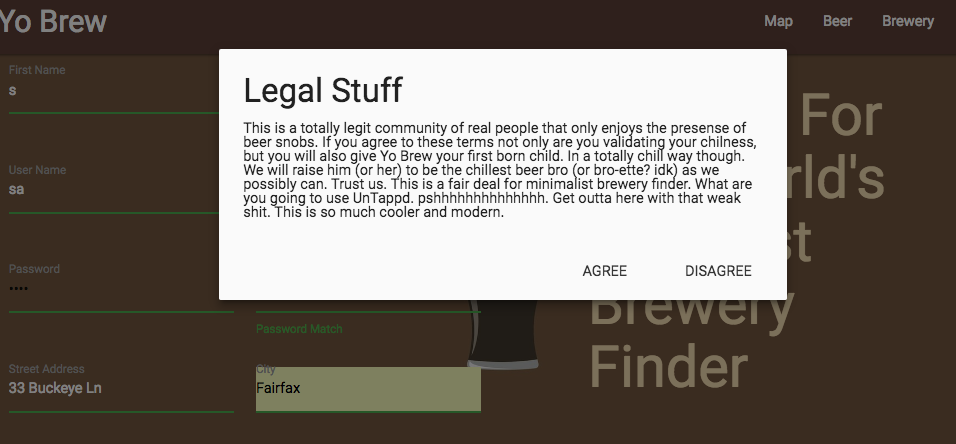 Yo Brew
Map Beer Brewery
First Name
s
User Name
sa
Password
••••
Password Match
Street Address
33 Buckeye Ln
City
Fairfax
Legal Stuff
This is a totally legit community of real people that only enjoys the presense of
beer snobs. If you agree to these terms not only are you validating your chilness,
but you will also give Yo Brew your first born child. In a totally chill way though.
We will raise him (or her) to be the chillest beer bro (or bro-ette? idk) as we
possibly can. Trust us. This is a fair deal for minimalist brewery finder. What are
you going to use UnTappd. pshhhhhhhhhhhhhh. Get outta here with that weak
shit. This is so much cooler and modern.
AGREE DISAGREE
For
Brewery
Finder